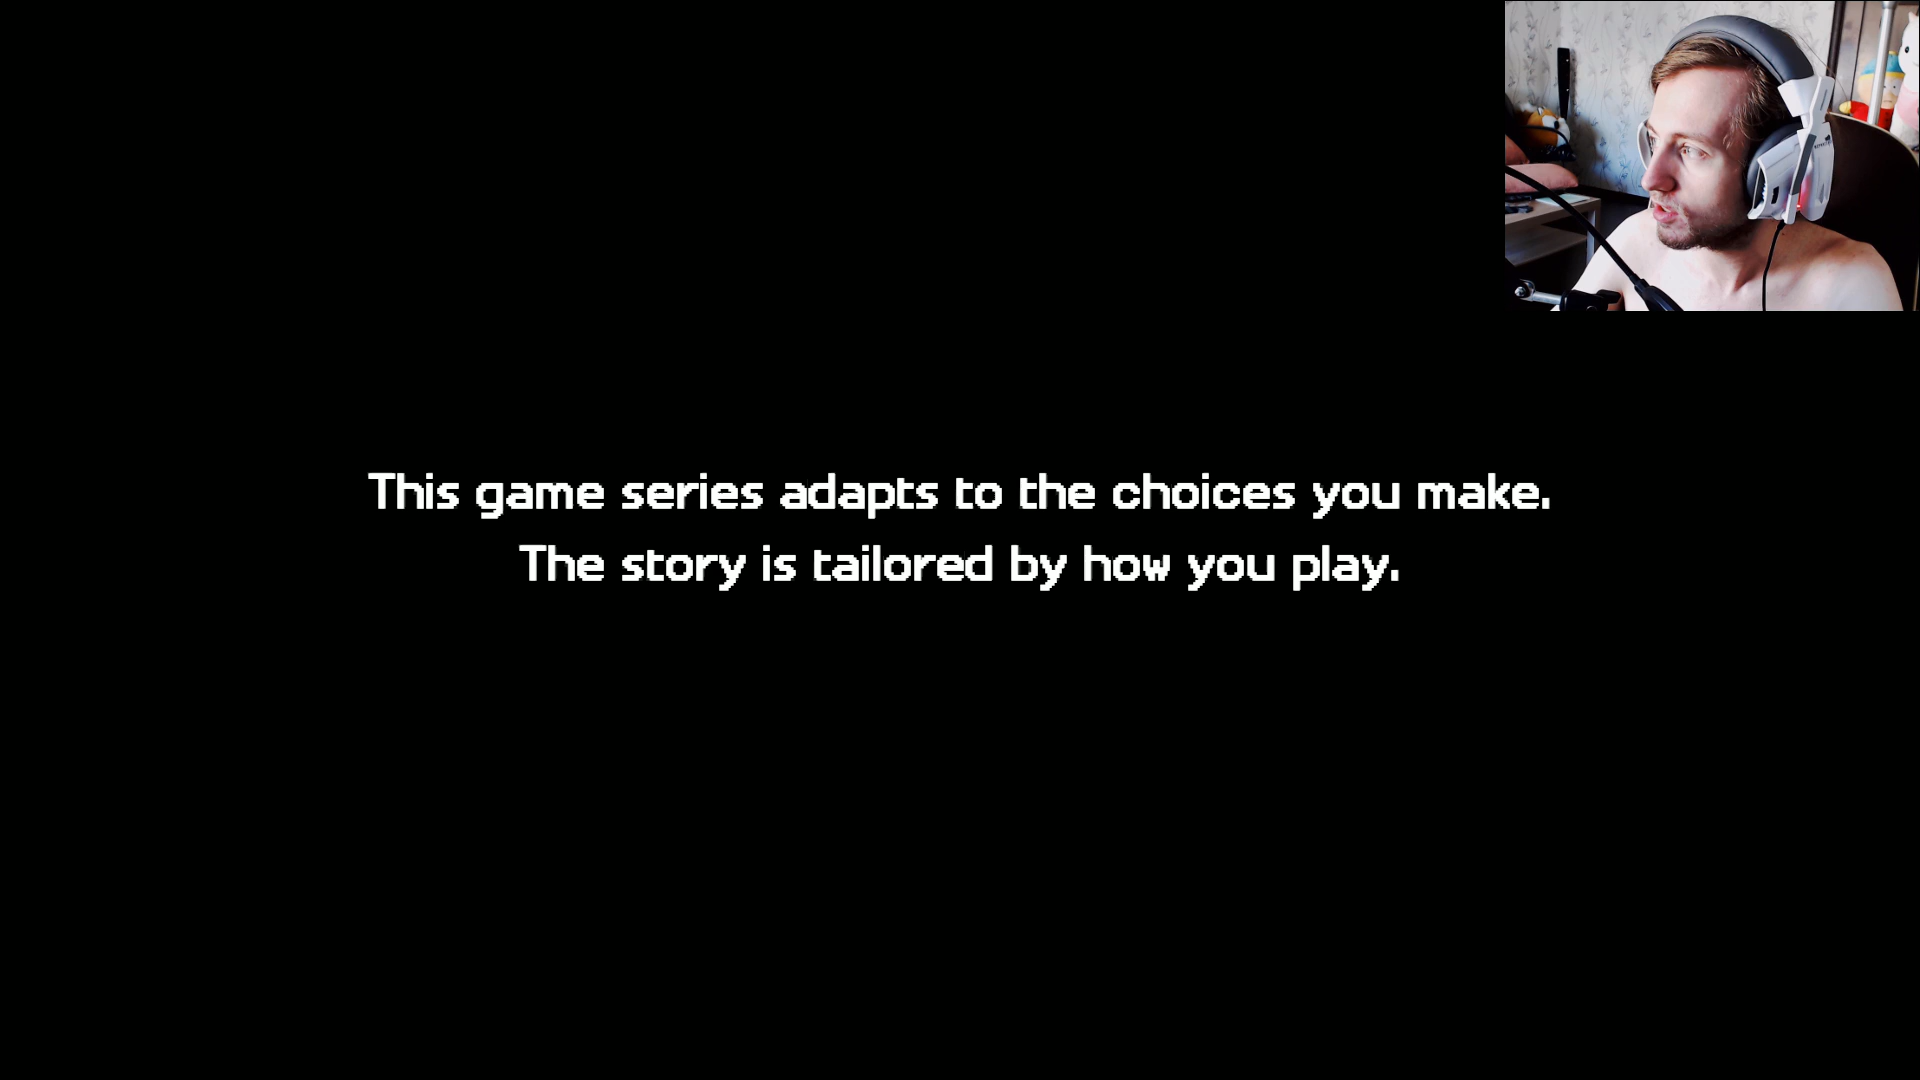 This game series adapts to the choices you make.
The story is tailored by how you play.